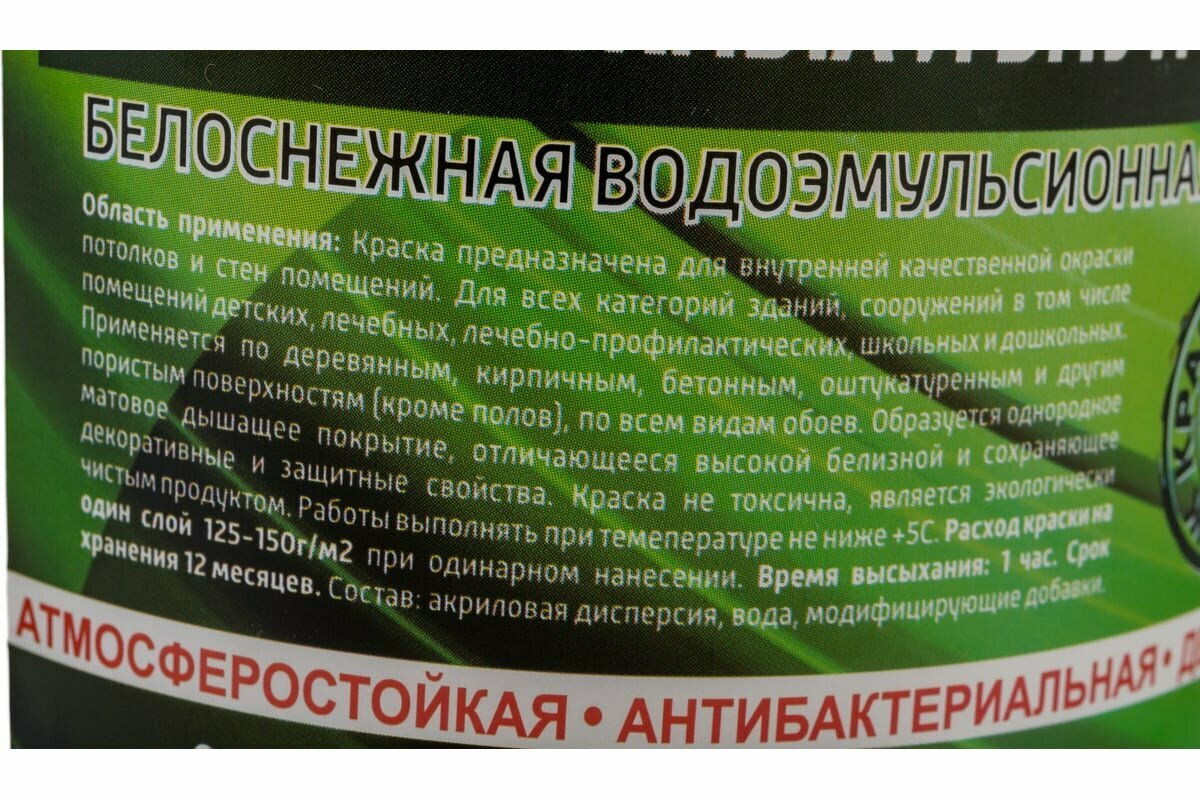 БЕЛОСНЕЖНАЯ ВОДОЭМУЛЬСИОННА
Область применения: Краска предназначена для внутренней качественной окраски
потолков и стен помещений. Для всех категорий зданий, сооружений в том числе
помещений детских, лечебных, лечебно-профилактических, школьных и дошкольных.
Применяется по деревянным, кирпичным, бетонным, оштукатуренным и другим
пористым поверхностям (кроме полов), по всем видам обоев. Образуется однородное
матовое дышащее покрытие, отличающееся высокой белизной и сохраняющее
декоративные и защитные свойства. Краска не токсична, является экологически
чистым продуктом. Работы выполнять при темепературе не ниже +5С. Расход краски на
один слой 125-150г/м2 при одинарном нанесении. Время высыхания: 1 час. Срок
хранения 12 месяцев. Состав: акриловая дисперсия, вода, модифицирующие добавки.
АТМОСФЕРОСТОЙКАЯ • АНТИБАКТЕРИАЛЬНАЯ •